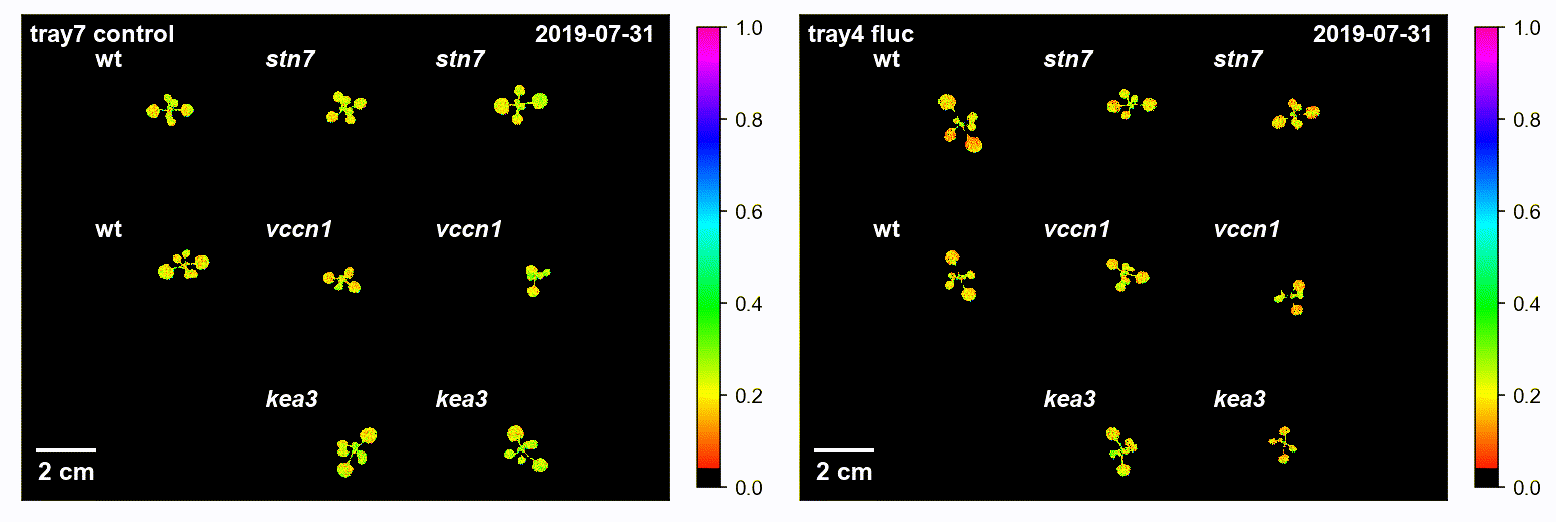 tray7 control 2019-07-31
wt stn7 stn7
wt vccn1 vccn1
kea3 kea3
2 cm
1.0
0.8
0.6
0.4
0.2
0.0
tray4 fluc 2019-07-31
wt stn7 stn7
wt vccn1 vccn1
kea3 kea3
2 cm
1.0
0.8
0.6
0.4
0.2
0.0